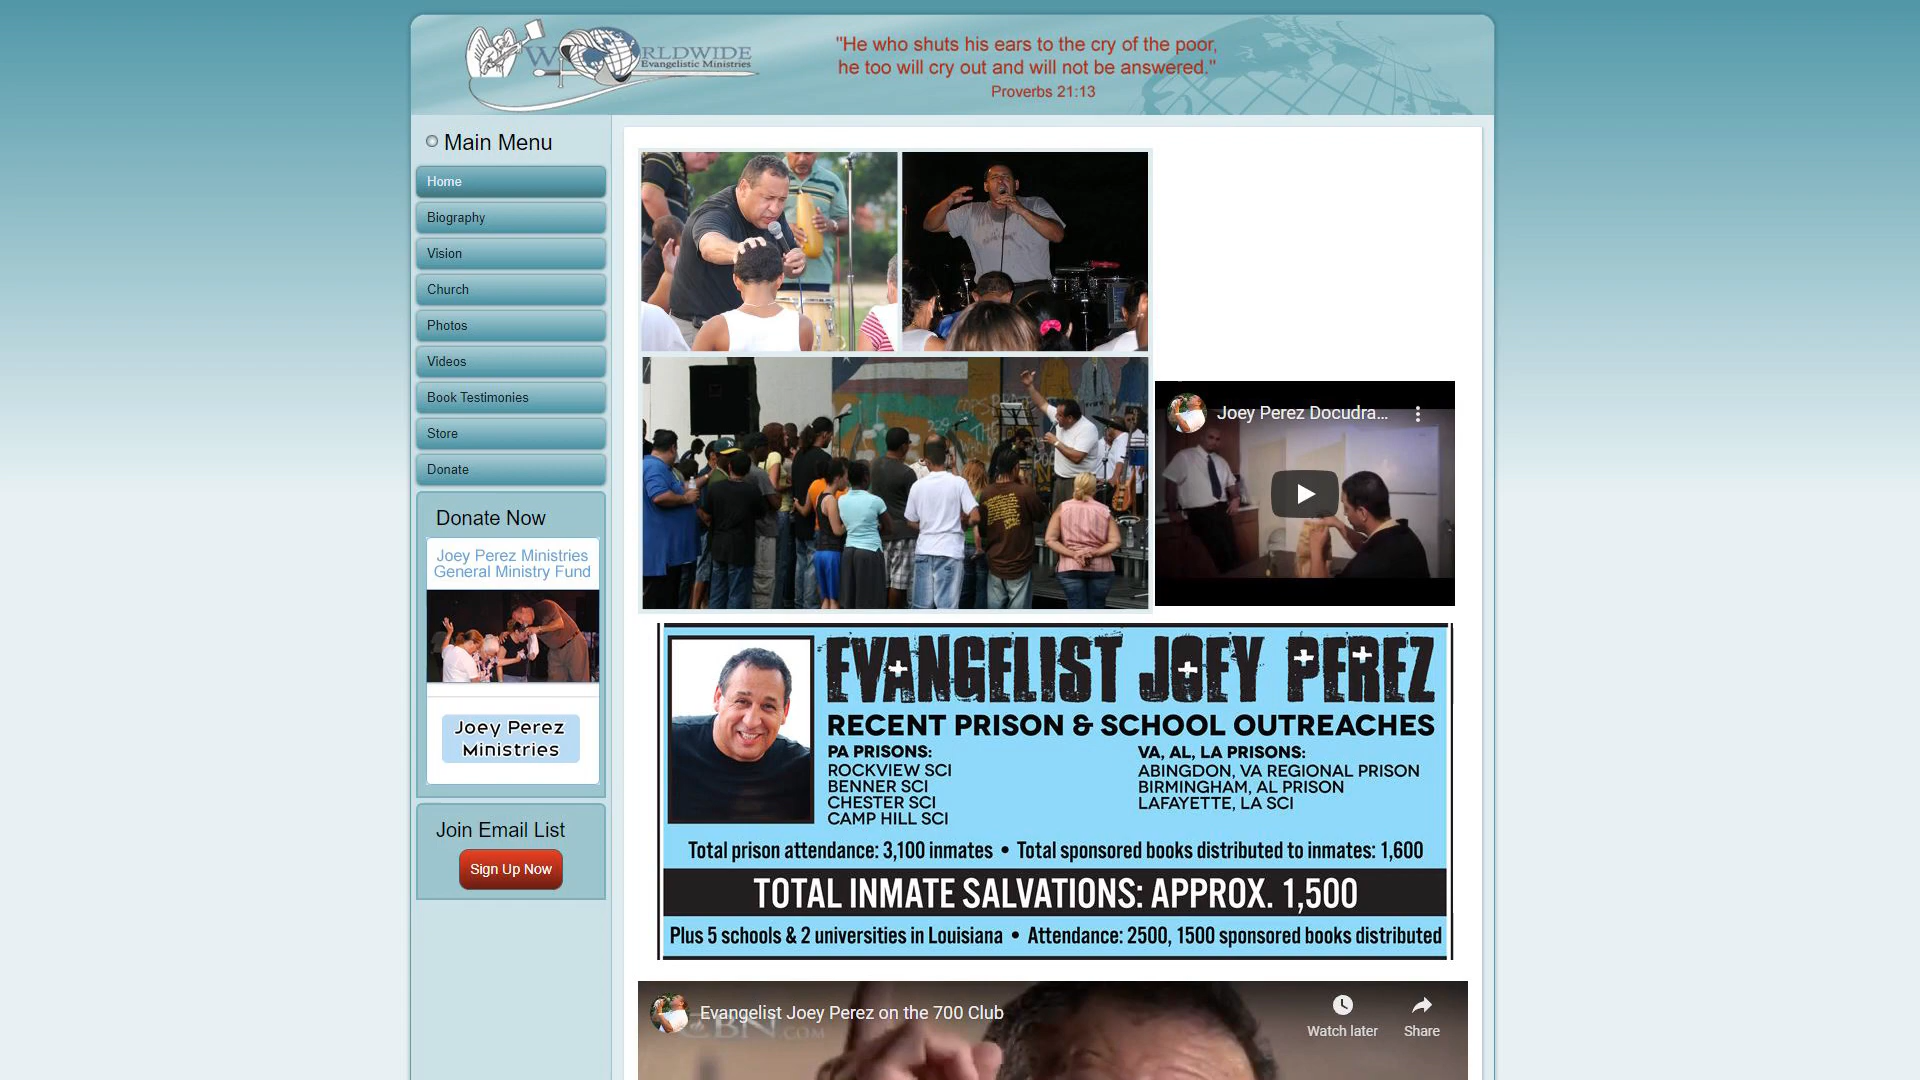 WORLDWIDE
Evangelistic Ministries
"He who shuts his ears to the cry of the poor,
he too will cry out and will not be answered."
Proverbs 21:13
Main Menu
Home
Biography
Vision
Church
Photos
Videos
Book Testimonies
Store
Donate
Donate Now
Joey Perez Ministries
General Ministry Fund
Joey Perez
Ministries
Join Email List
Sign Up Now
Joey Perez Docudra...
EVANGELIST JOEY PEREZ
RECENT PRISON & SCHOOL OUTREACHES
PA PRISONS:
ROCKVIEW SCI
BENNER SCI
CHESTER SCI
CAMP HILL SCI
VA, AL, LA PRISONS:
ABINGDON, VA REGIONAL PRISON
BIRMINGHAM, AL PRISON
LAFAYETTE, LA SCI
Total prison attendance: 3,100 inmates • Total sponsored books distributed to inmates: 1,600
TOTAL INMATE SALVATIONS: APPROX. 1,500
Plus 5 schools & 2 universities in Louisiana • Attendance: 2500, 1500 sponsored books distributed
Evangelist Joey Perez on the 700 Club
CBN.COM
Watch later
Share